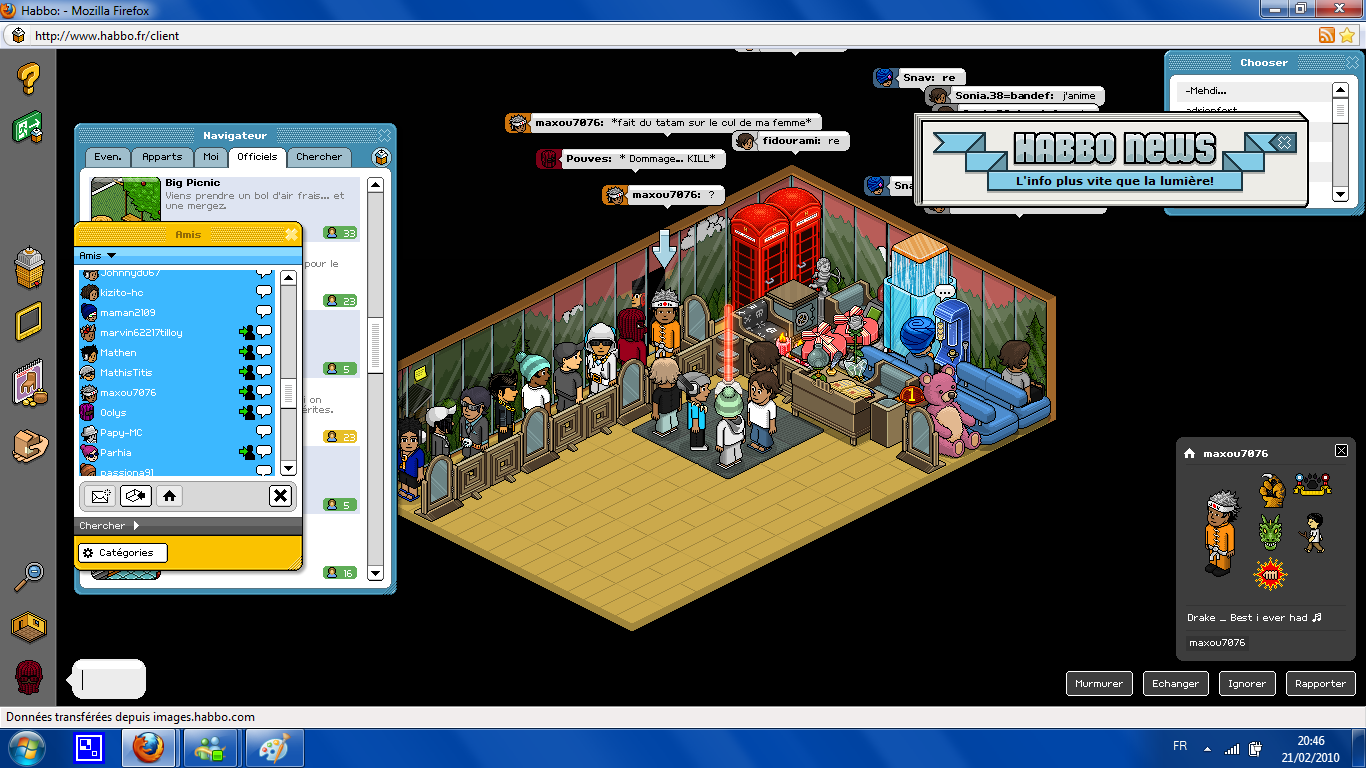 Habbo: - Mozilla Firefox
http://www.habbo.fr/client
Navigateur
Even.
Apparts
Moi
Officiels
Chercher
Big Picnic
Viens prendre un bol d'air frais... et
une mergez.
33
pour le
23
5
i on
érites.
23
5
16
Amis
Amis
Johnnydu67
kizito-hc
maman2109
marvin62217tilloy
Mathen
MathisTitis
maxou7076
Oolys
Papy-MC
Parhia
passiona91
Chercher
Catégories
Snav: re
Sonia.38=bandef: j'anime
maxou7076: *fait du tatam sur le cul de ma femme*
fidourami: re
Pouves: * Dommage... KILL*
Sna
maxou7076: ?
...
1
Chooser
-Mehdi...
HABBO NEWS
L'info plus vite que la lumière!
maxou7076
Drake _ Best i ever had ♫
maxou7076
Murmurer
Echanger
Ignorer
Rapporter
Données transférées depuis images.habbo.com
FR
20:46
21/02/2010